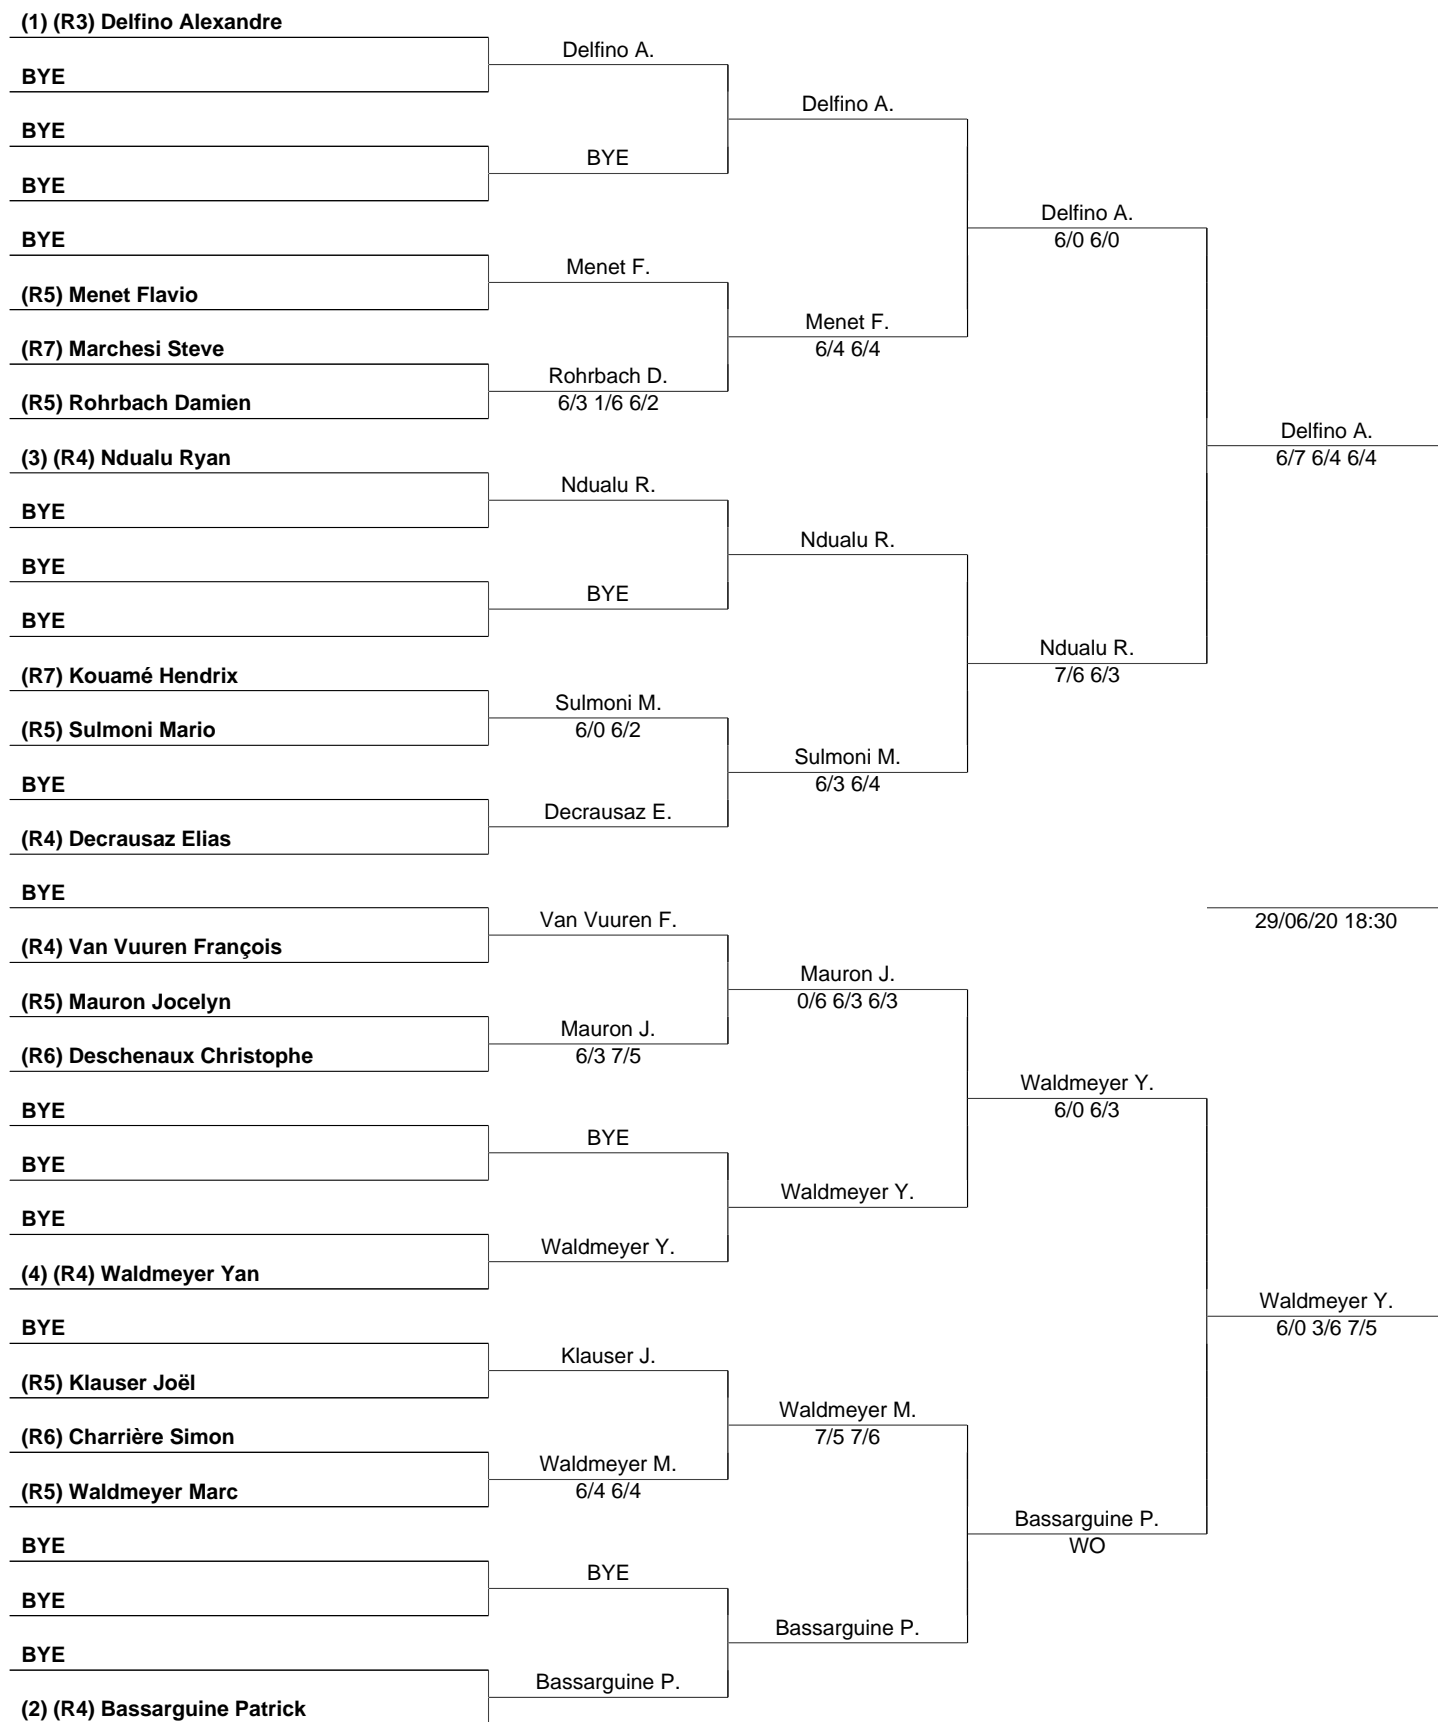 (1) (R3) Delfino Alexandre
BYE
BYE
BYE
BYE
(R5) Menet Flavio
(R7) Marchesi Steve
(R5) Rohrbach Damien
(3) (R4) Ndualu Ryan
BYE
BYE
BYE
(R7) Kouamé Hendrix
(R5) Sulmoni Mario
BYE
(R4) Decrausaz Elias
BYE
(R4) Van Vuuren François
(R5) Mauron Jocelyn
(R6) Deschenaux Christophe
BYE
BYE
BYE
(4) (R4) Waldmeyer Yan
BYE
(R5) Klauser Joël
(R6) Charrière Simon
(R5) Waldmeyer Marc
BYE
BYE
BYE
(2) (R4) Bassarguine Patrick
Delfino A.
BYE
Menet F.
Rohrbach D.
6/3 1/6 6/2
Ndualu R.
BYE
Sulmoni M.
6/0 6/2
Decrausaz E.
Van Vuuren F.
Mauron J.
6/3 7/5
BYE
Waldmeyer Y.
Klauser J.
Waldmeyer M.
6/4 6/4
BYE
Bassarguine P.
Delfino A.
Menet F.
6/4 6/4
Ndualu R.
Sulmoni M.
6/3 6/4
Mauron J.
0/6 6/3 6/3
Waldmeyer Y.
Waldmeyer M.
7/5 7/6
Bassarguine P.
Delfino A.
6/0 6/0
Ndualu R.
7/6 6/3
Waldmeyer Y.
6/0 6/3
Bassarguine P.
WO
Delfino A.
6/7 6/4 6/4
29/06/20 18:30
Waldmeyer Y.
6/0 3/6 7/5